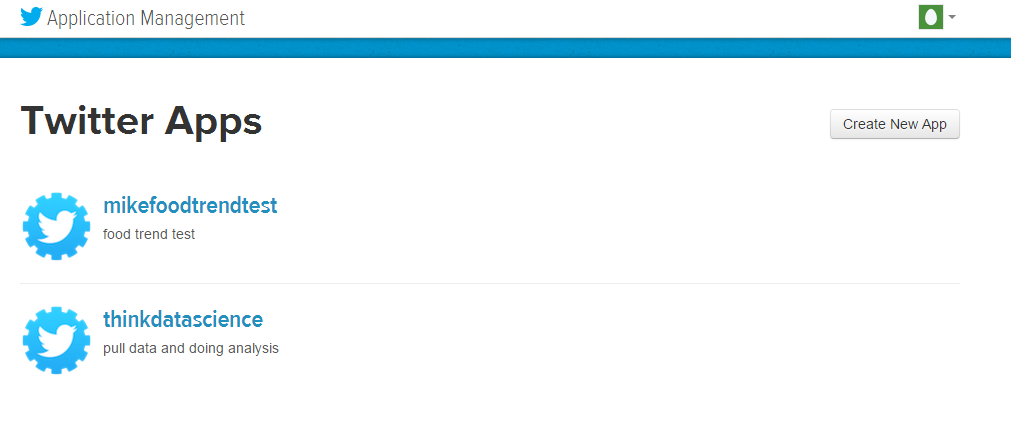 Application Management
Twitter Apps
Create New App
mikefoodtrendtest
food trend test
thinkdatascience
pull data and doing analysis